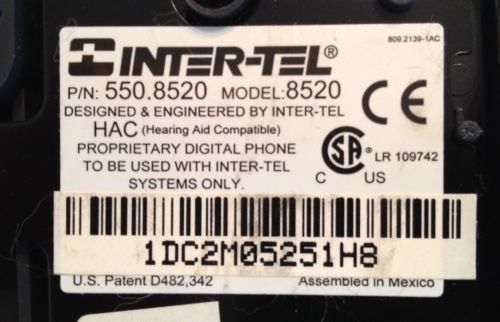 809.2139-1AC
INTER-TEL®
P/N: 550.8520 MODEL:8520
DESIGNED & ENGINEERED BY INTER-TEL
HAC (Hearing Aid Compatible)
PROPRIETARY DIGITAL PHONE
TO BE USED WITH INTER-TEL
SYSTEMS ONLY.
CE
SA ® LR 109742
C US
1DC2M05251H8
U.S. Patent D482,342 Assembled in Mexico